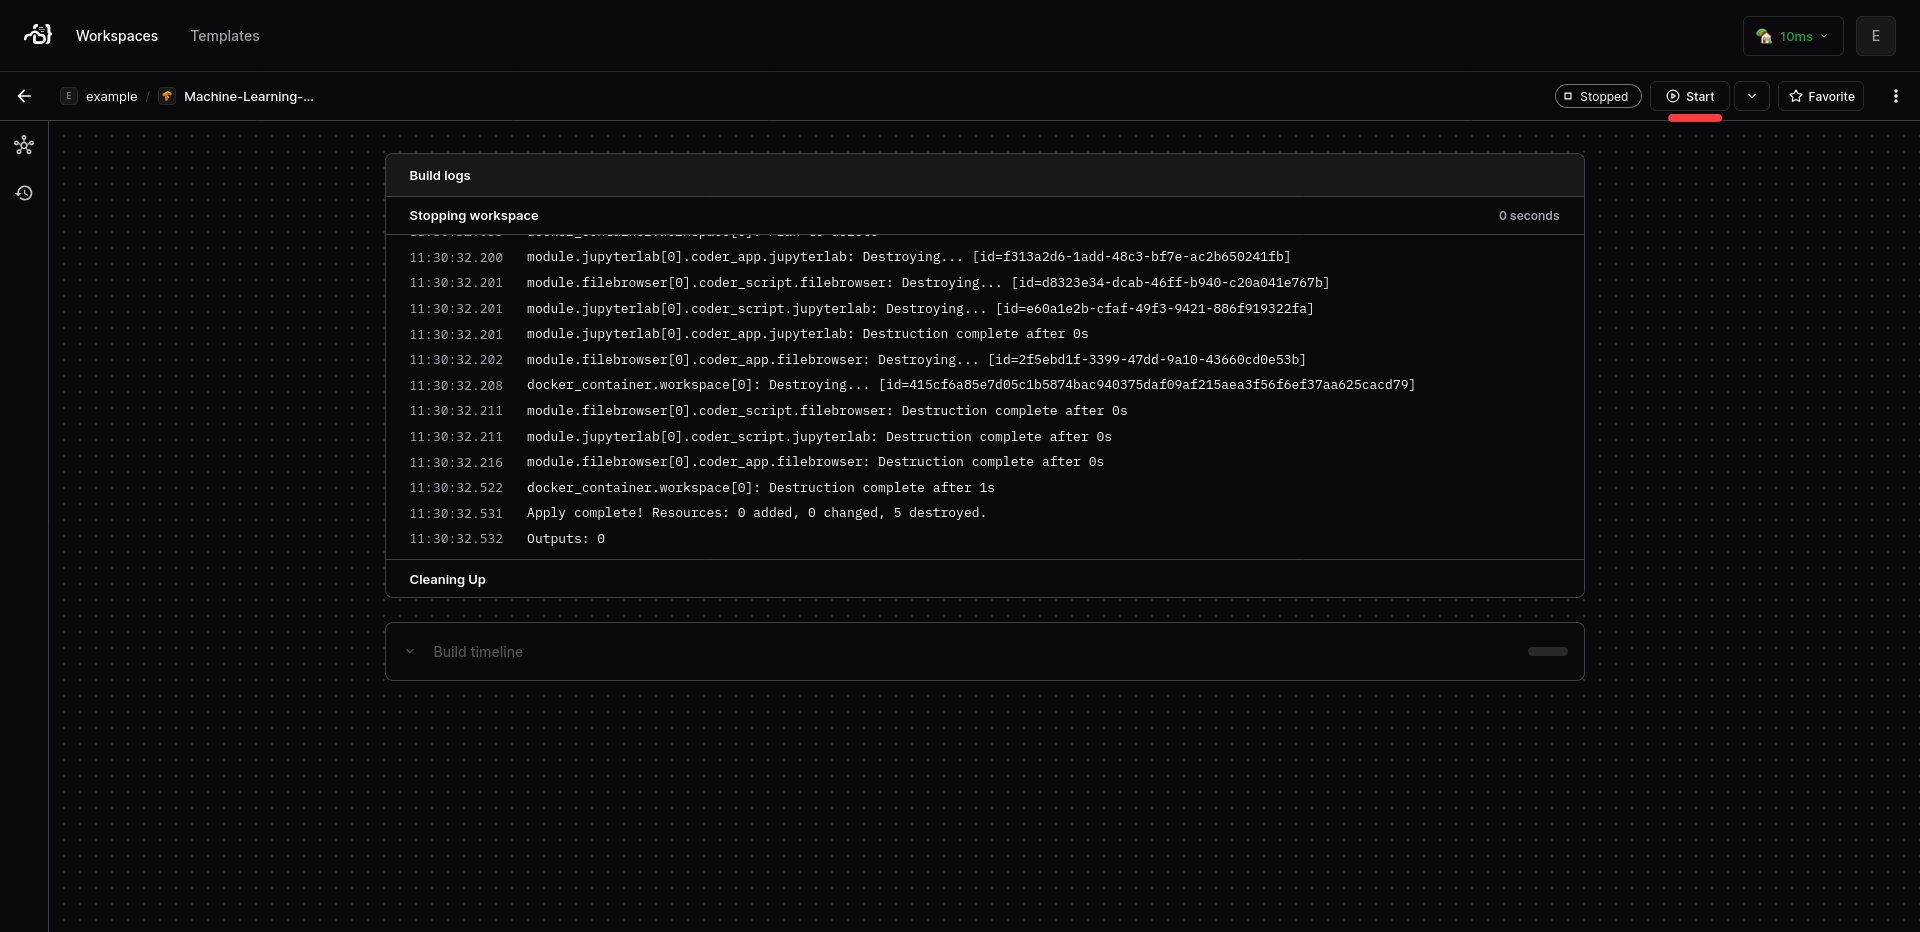 Workspaces Templates 10ms E
E example / Machine-Learning-... Stopped Start Favorite
Build logs
Stopping workspace 0 seconds
11:30:32.200 module.jupyterlab[0].coder_app.jupyterlab: Destroying... [id=f313a2d6-1add-48c3-bf7e-ac2b650241fb]
11:30:32.201 module.filebrowser[0].coder_script.filebrowser: Destroying... [id=d8323e34-dcab-46ff-b940-c20a041e767b]
11:30:32.201 module.jupyterlab[0].coder_script.jupyterlab: Destroying... [id=e60a1e2b-cfaf-49f3-9421-886f919322fa]
11:30:32.201 module.jupyterlab[0].coder_app.jupyterlab: Destruction complete after 0s
11:30:32.202 module.filebrowser[0].coder_app.filebrowser: Destroying... [id=2f5ebd1f-3399-47dd-9a10-43660cd0e53b]
11:30:32.208 docker_container.workspace[0]: Destroying... [id=415cf6a85e7d05c1b5874bac940375daf09af215aea3f56f6ef37aa625cacd79]
11:30:32.211 module.filebrowser[0].coder_script.filebrowser: Destruction complete after 0s
11:30:32.211 module.jupyterlab[0].coder_script.jupyterlab: Destruction complete after 0s
11:30:32.216 module.filebrowser[0].coder_app.filebrowser: Destruction complete after 0s
11:30:32.522 docker_container.workspace[0]: Destruction complete after 1s
11:30:32.531 Apply complete! Resources: 0 added, 0 changed, 5 destroyed.
11:30:32.532 Outputs: 0
Cleaning Up
Build timeline